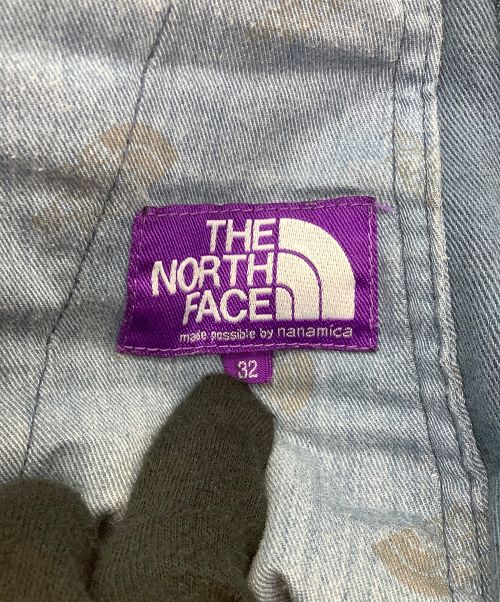 THE
NORTH
FACE
made possible by nanamica
32